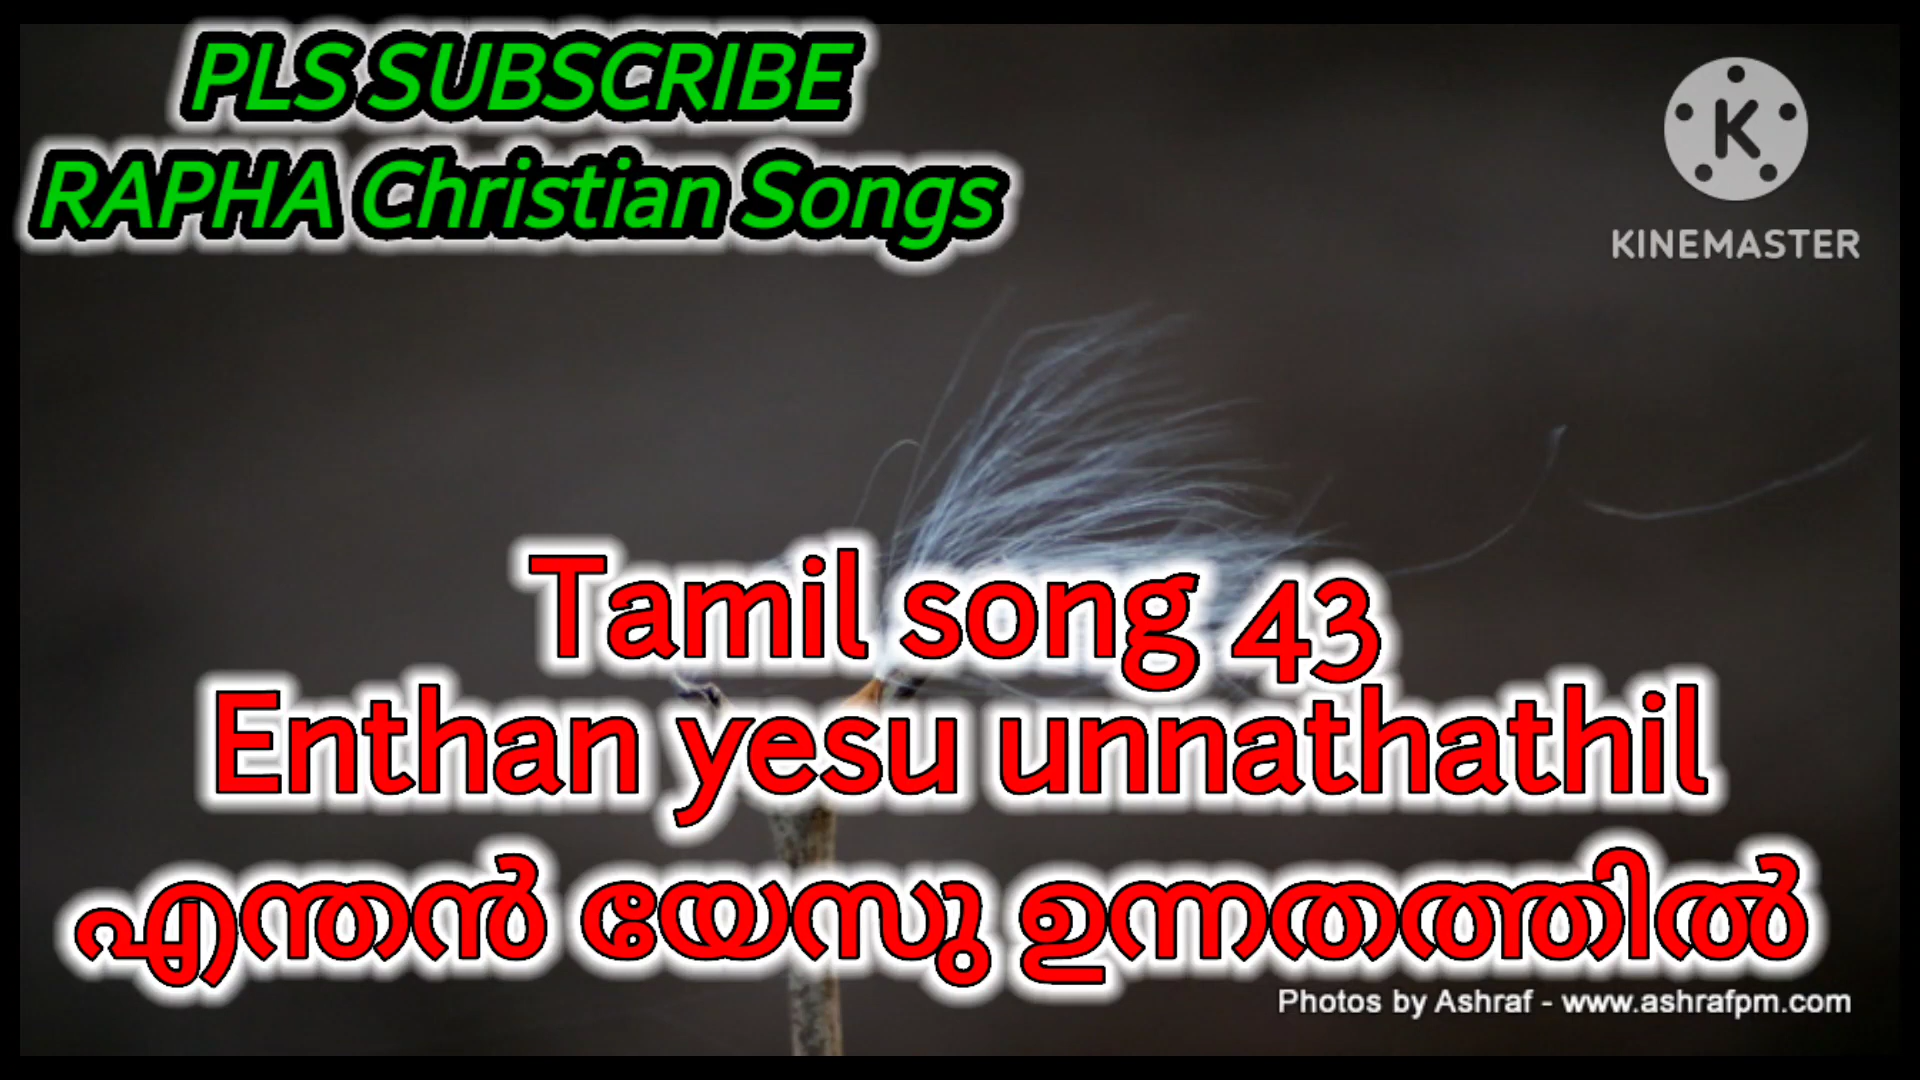 PLS SUBSCRIBE
RAPHA Christian Songs
K
KINEMASTER
Tamil song 43
Enthan yesu unnathathil
എന്തൻ യേസു ഉന്നതത്തിൽ
Photos by Ashraf - www.ashrafpm.com